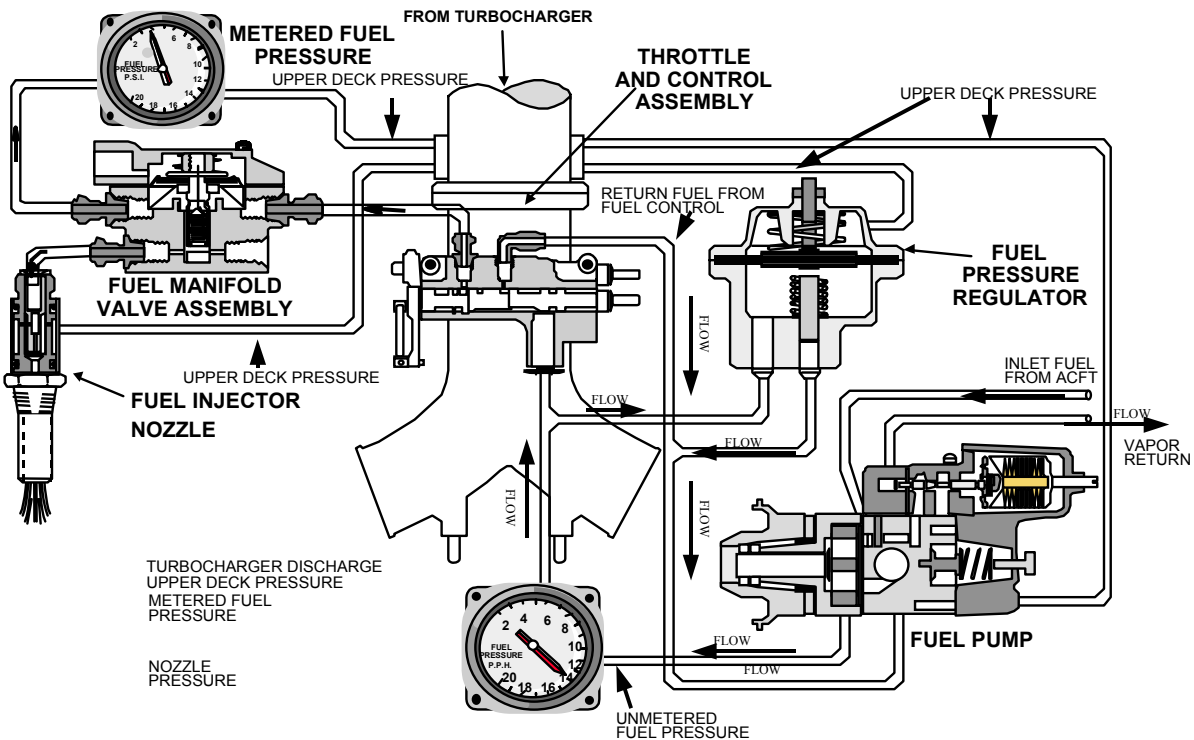 FROM TURBOCHARGER
METERED FUEL
PRESSURE
UPPER DECK PRESSURE
THROTTLE
AND CONTROL
ASSEMBLY
UPPER DECK PRESSURE
2
6
8
10
12
14
16
18
20
FUEL
PRESSURE
P.S.I.
RETURN FUEL FROM
FUEL CONTROL
FUEL
PRESSURE
REGULATOR
FUEL MANIFOLD
VALVE ASSEMBLY
FLOW
UPPER DECK PRESSURE
INLET FUEL
FROM ACFT
FUEL INJECTOR
NOZZLE
FLOW
FLOW
VAPOR
RETURN
FLOW
FLOW
FLOW
TURBOCHARGER DISCHARGE
UPPER DECK PRESSURE
METERED FUEL
PRESSURE
2
4
6
8
10
12
14
16
18
20
FUEL
PRESSURE
P.P.H.
FLOW
FUEL PUMP
FLOW
NOZZLE
PRESSURE
UNMETERED
FUEL PRESSURE